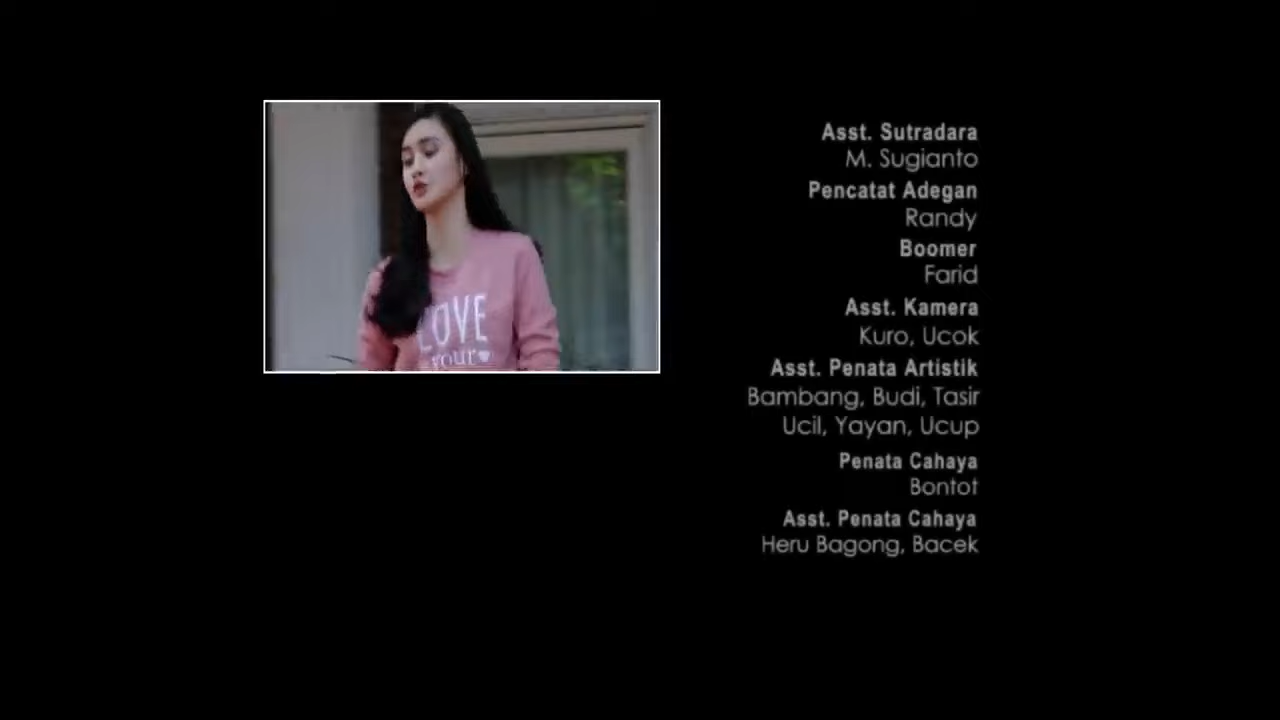 LOVE
your
Asst. Sutradara
M. Sugianto
Pencatat Adegan
Randy
Boomer
Farid
Asst. Kamera
Kuro, Ucok
Asst. Penata Artistik
Bambang, Budi, Tasir
Ucil, Yayan, Ucup
Penata Cahaya
Bontot
Asst. Penata Cahaya
Heru Bagong, Bacek